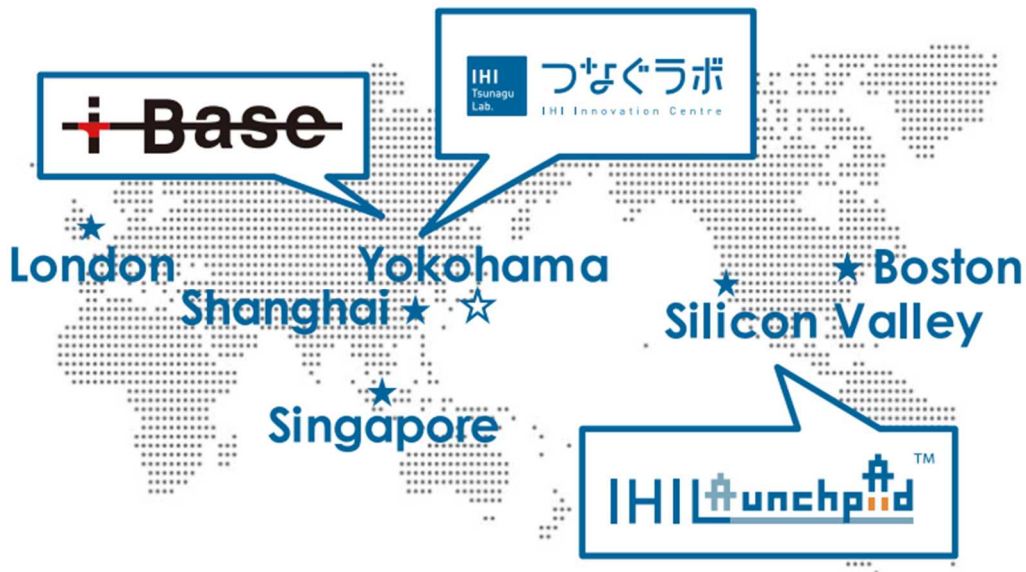 i Base
IHI
Tsunagu
Lab.
つなぐラボ
IHI Innovation Centre
London
Yokohama
Shanghai
Singapore
Boston
Silicon Valley
IHI Launchpad TM